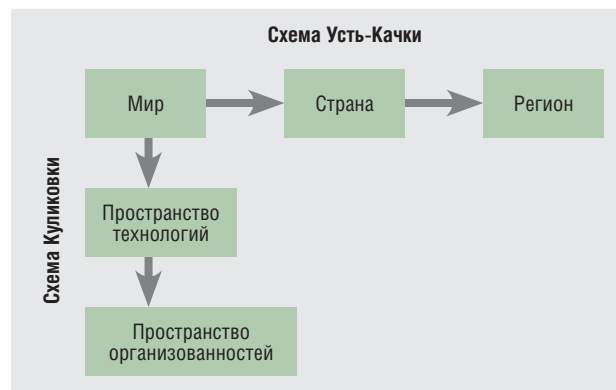 Схема Усть-Качки
Мир
Страна
Регион
Схема Куликовки
Пространство
технологий
Пространство
организованностей